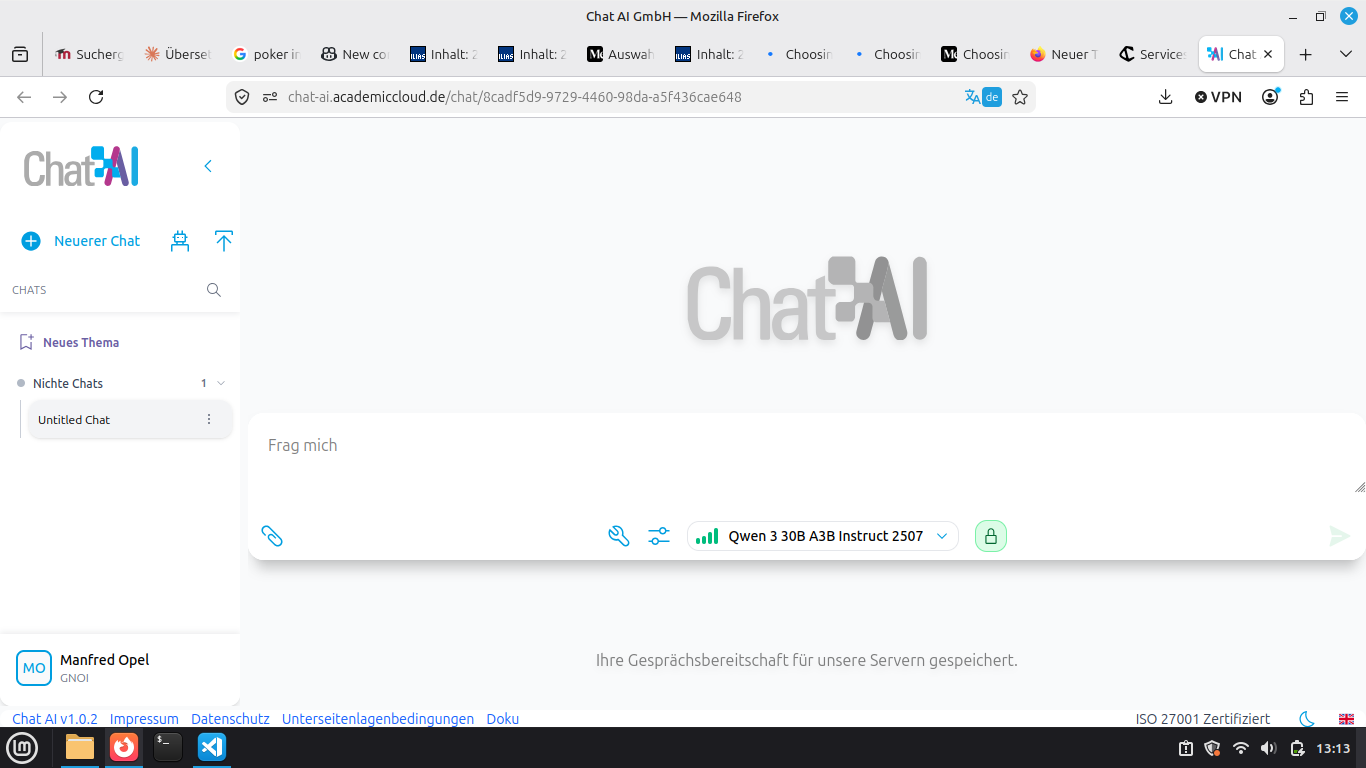 Chat AI GmbH — Mozilla Firefox
Sucherg
Überset
poker in
New co
Inhalt: 2
Inhalt: 2
Auswah
Inhalt: 2
Choosin
Choosin
Choosin
Neuer T
Services
Chat
chat-ai.academiccloud.de/chat/8cadf5d9-9729-4460-98da-a5f436cae648
de
VPN
ChatAI
Neuerer Chat
CHATS
Neues Thema
Nichte Chats 1
Untitled Chat
ChatAI
Frag mich
Qwen 3 30B A3B Instruct 2507
Ihre Gesprächsbereitschaft für unsere Servern gespeichert.
MO
Manfred Opel
GNOI
Chat AI v1.0.2 Impressum Datenschutz Unterseitenlagenbedingungen Doku
ISO 27001 Zertifiziert
13:13